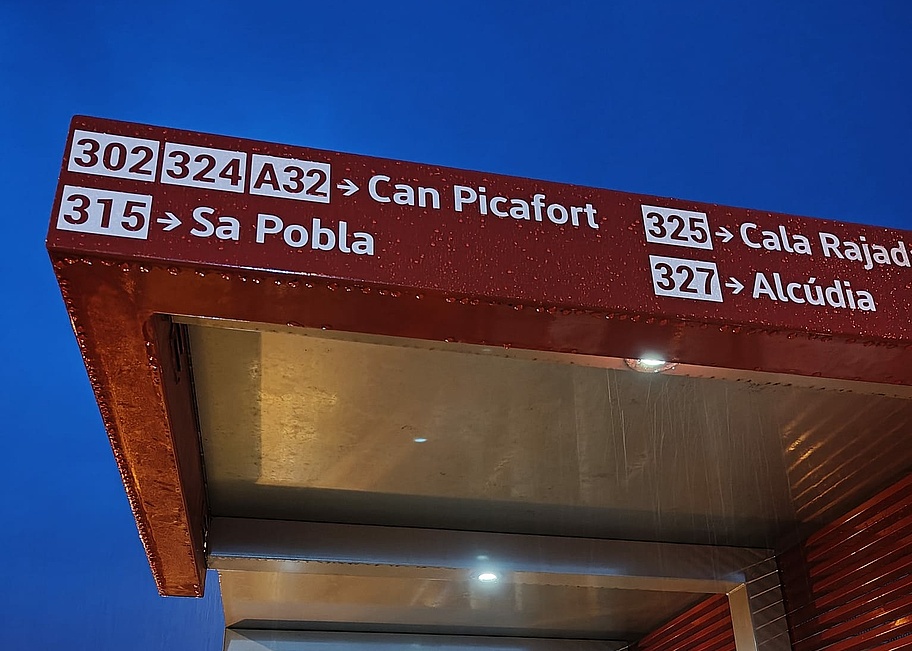 302 324 A32 → Can Picafort
315 → Sa Pobla
325 → Cala Rajad
327 → Alcúdia